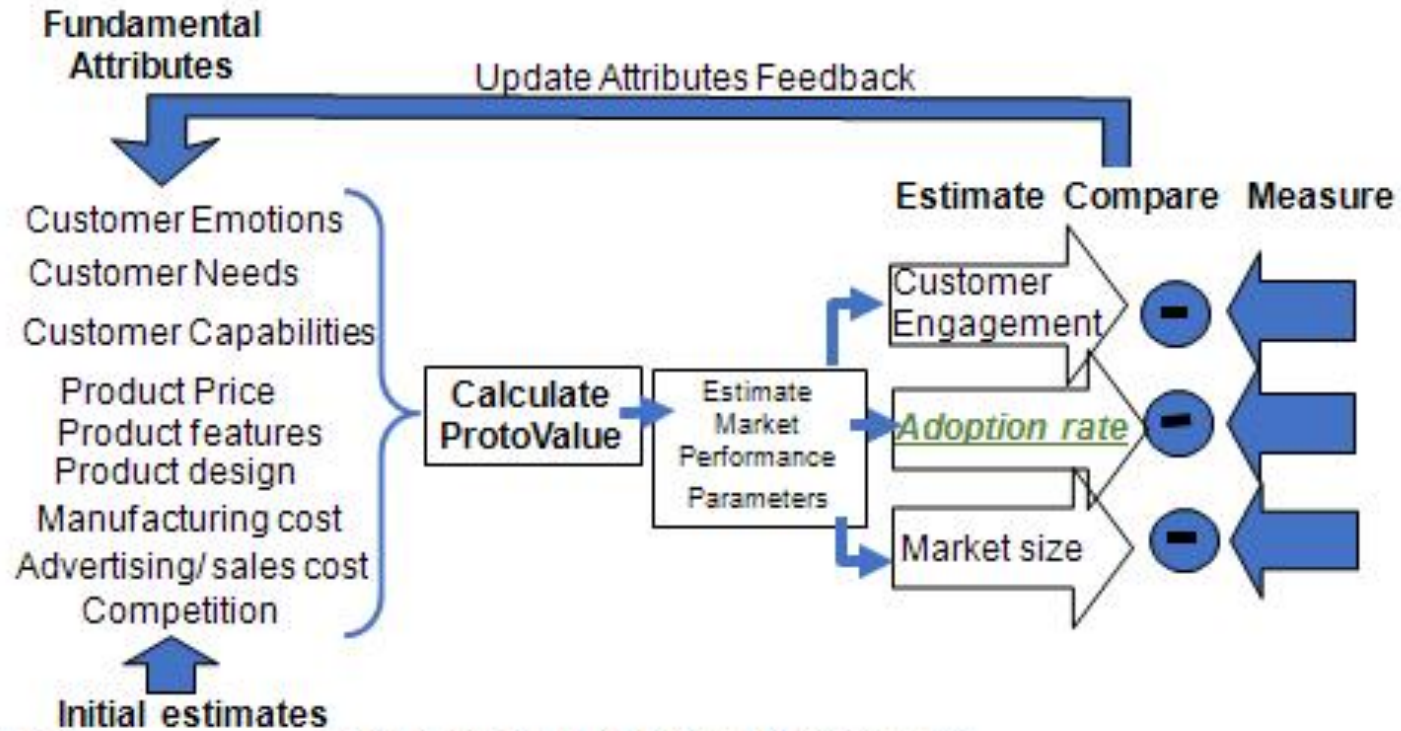 Fundamental
Attributes
Update Attributes Feedback
Estimate Compare Measure
Customer Emotions
Customer Needs
Customer Capabilities
Product Price
Product features
Product design
Manufacturing cost
Advertising/ sales cost
Competition
Initial estimates
Calculate
ProtoValue
Estimate
Market
Performance
Parameters
Customer
Engagement
Adoption rate
Market size